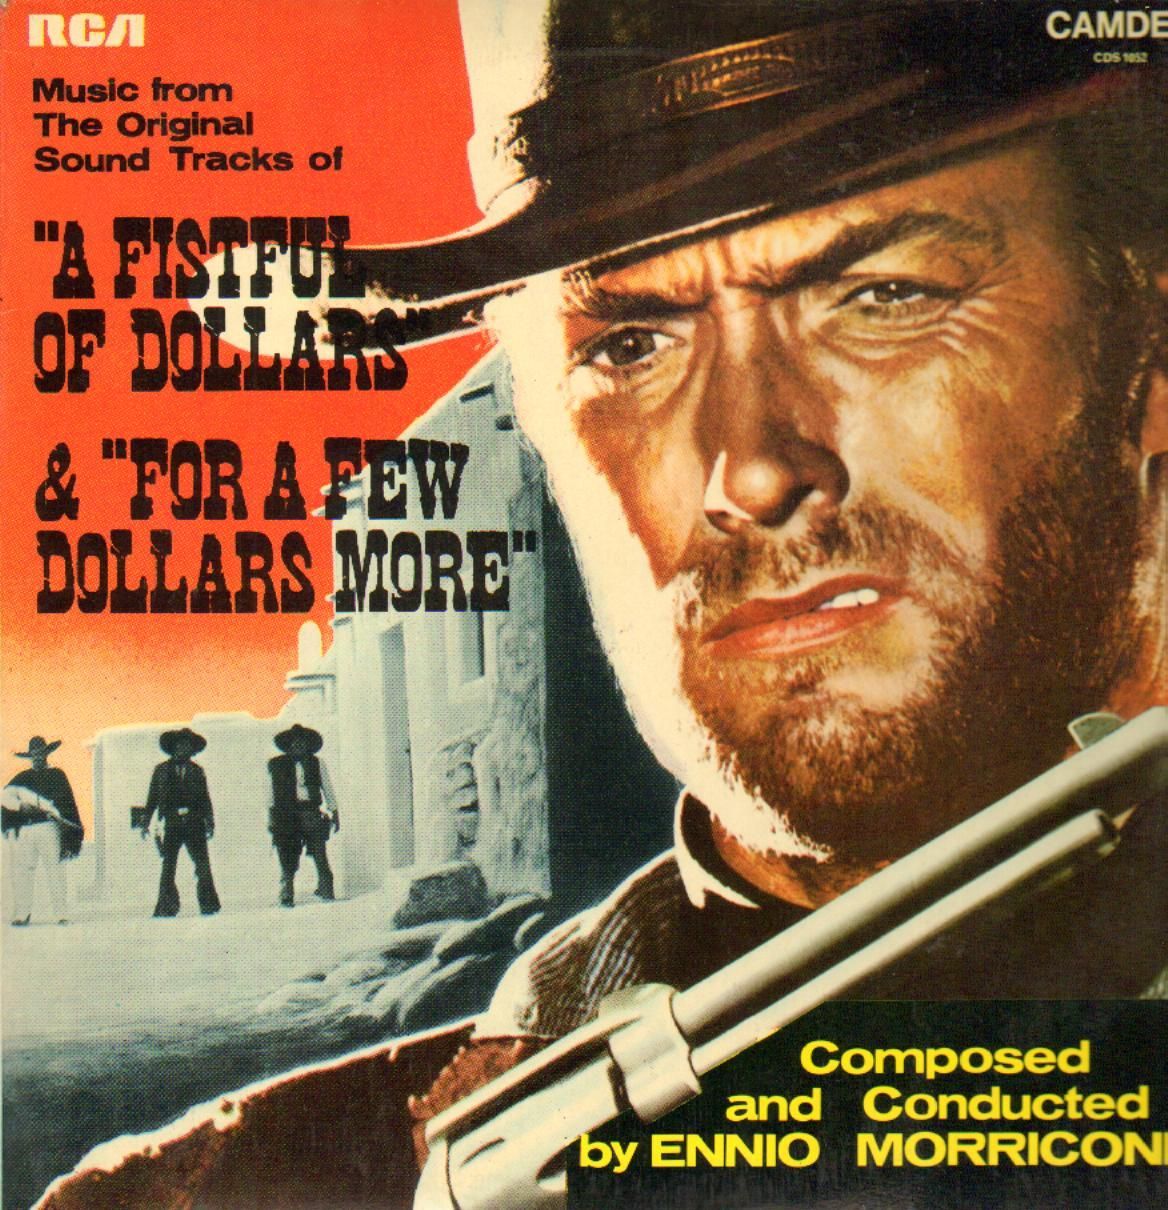 RCA
CAMDE
CDS 1052
Music from
The Original
Sound Tracks of
"A FISTFUL
OF DOLLARS"
& "FOR A FEW
DOLLARS MORE"
Composed
and Conducted
by ENNIO MORRICON